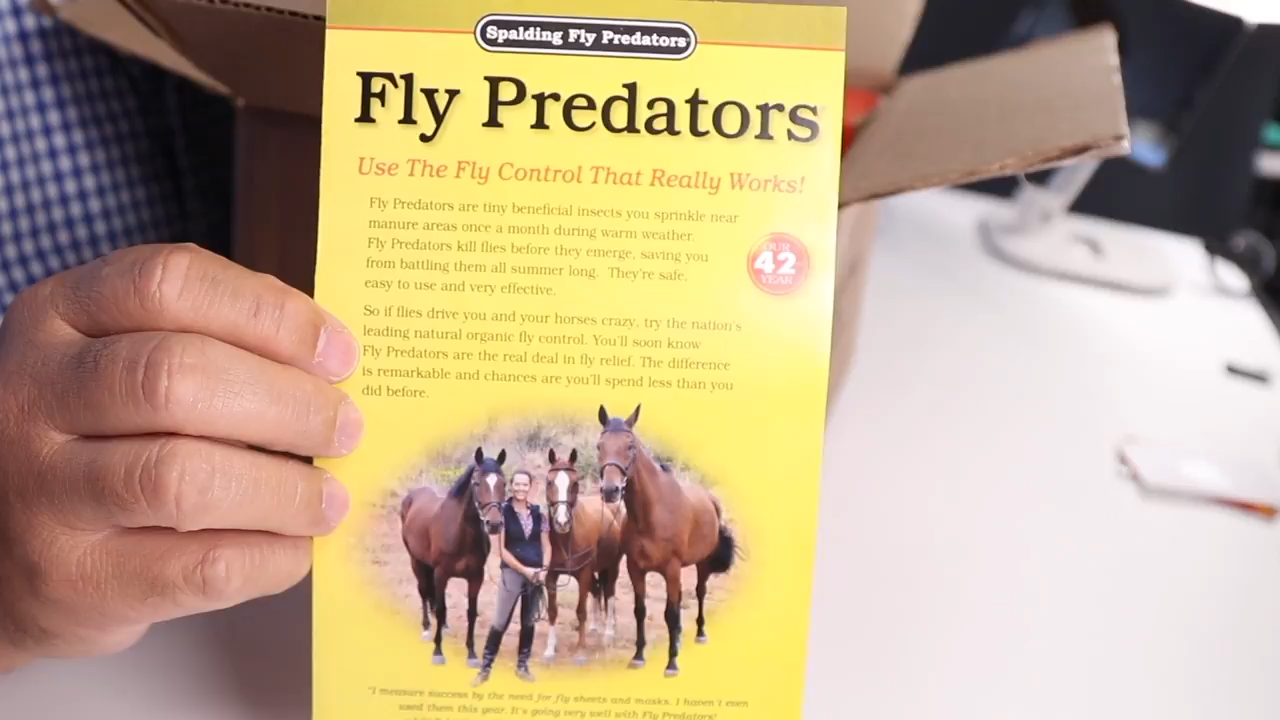 Spalding Fly Predators
Fly Predators
Use The Fly Control That Really Works!
Fly Predators are tiny beneficial insects you sprinkle near
manure areas once a month during warm weather.
Fly Predators kill flies before they emerge, saving you
from battling them all summer long. They're safe,
easy to use and very effective.
OUR
42
YEAR
So if flies drive you and your horses crazy, try the nation's
leading natural organic fly control. You'll soon know
Fly Predators are the real deal in fly relief. The difference
is remarkable and chances are you'll spend less than you
did before.
"I measure success by the need for fly sheets and masks. I haven't even
used them this year. It's going very well with Fly Predators!